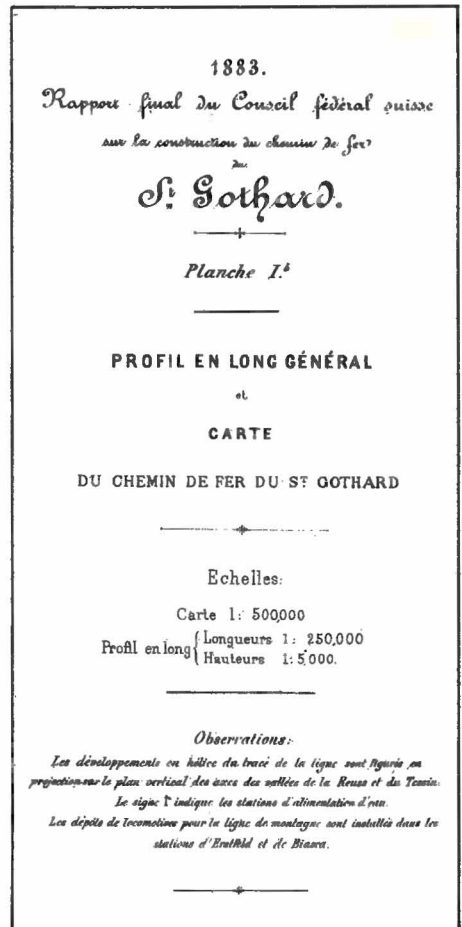 1883.
Rapport final du Conseil fédéral suisse
sur la construction du chemin de fer
du
St. Gothard.
Planche I.b
PROFIL EN LONG GÉNÉRAL
et
CARTE
DU CHEMIN DE FER DU ST. GOTHARD
Echelles:
Carte 1: 500,000
Profil en long { Longueurs 1: 250,000
Hauteurs 1: 5,000.
Observations:
Les développements en hélice du tracé de la ligne sont figurés en
projection sur le plan vertical des axes des vallées de la Reuss et du Tessin.
Le signe indique les stations d'alimentation d'eau.
Les dépôts de locomotives pour la ligne de montagne sont installés dans les
stations d'Erstfeld et de Biasca.